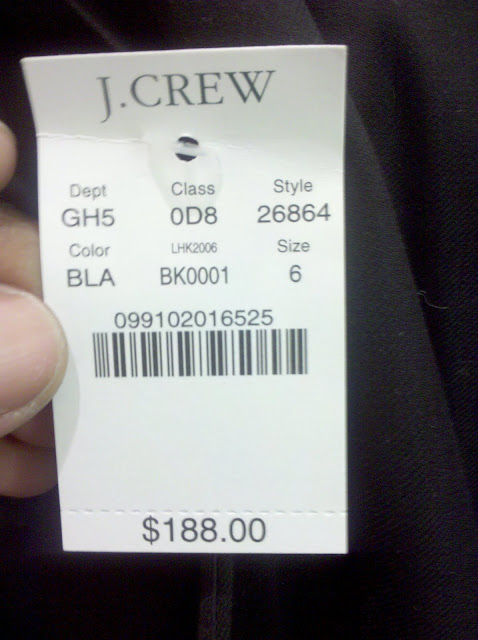 J.CREW
Dept Class Style
GH5 0D8 26864
Color LHK2006 Size
BLA BK0001 6
099102016525
$188.00